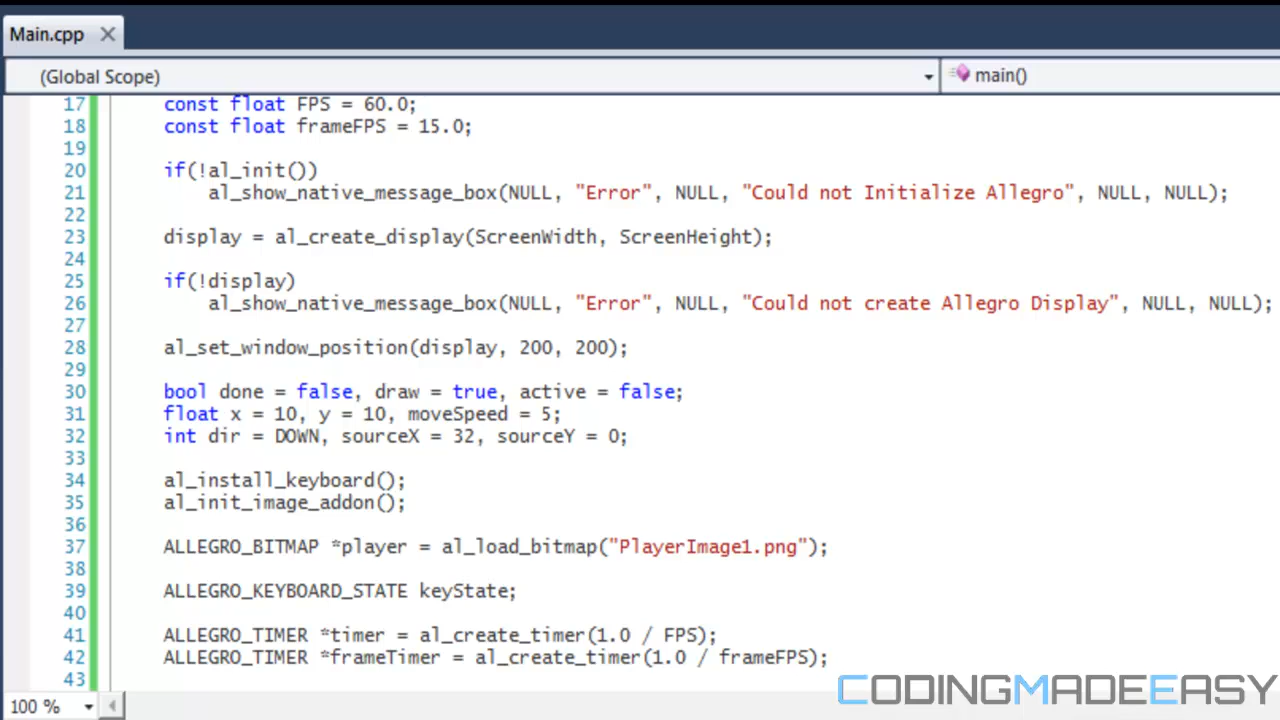 Main.cpp
(Global Scope) main()
17 const float FPS = 60.0;
18 const float frameFPS = 15.0;
19
20 if(!al_init())
21 al_show_native_message_box(NULL, "Error", NULL, "Could not Initialize Allegro", NULL, NULL);
22
23 display = al_create_display(ScreenWidth, ScreenHeight);
24
25 if(!display)
26 al_show_native_message_box(NULL, "Error", NULL, "Could not create Allegro Display", NULL, NULL);
27
28 al_set_window_position(display, 200, 200);
29
30 bool done = false, draw = true, active = false;
31 float x = 10, y = 10, moveSpeed = 5;
32 int dir = DOWN, sourceX = 32, sourceY = 0;
33
34 al_install_keyboard();
35 al_init_image_addon();
36
37 ALLEGRO_BITMAP *player = al_load_bitmap("PlayerImage1.png");
38
39 ALLEGRO_KEYBOARD_STATE keyState;
40
41 ALLEGRO_TIMER *timer = al_create_timer(1.0 / FPS);
42 ALLEGRO_TIMER *frameTimer = al_create_timer(1.0 / frameFPS);
43
CODINGMADEEASY
100 %